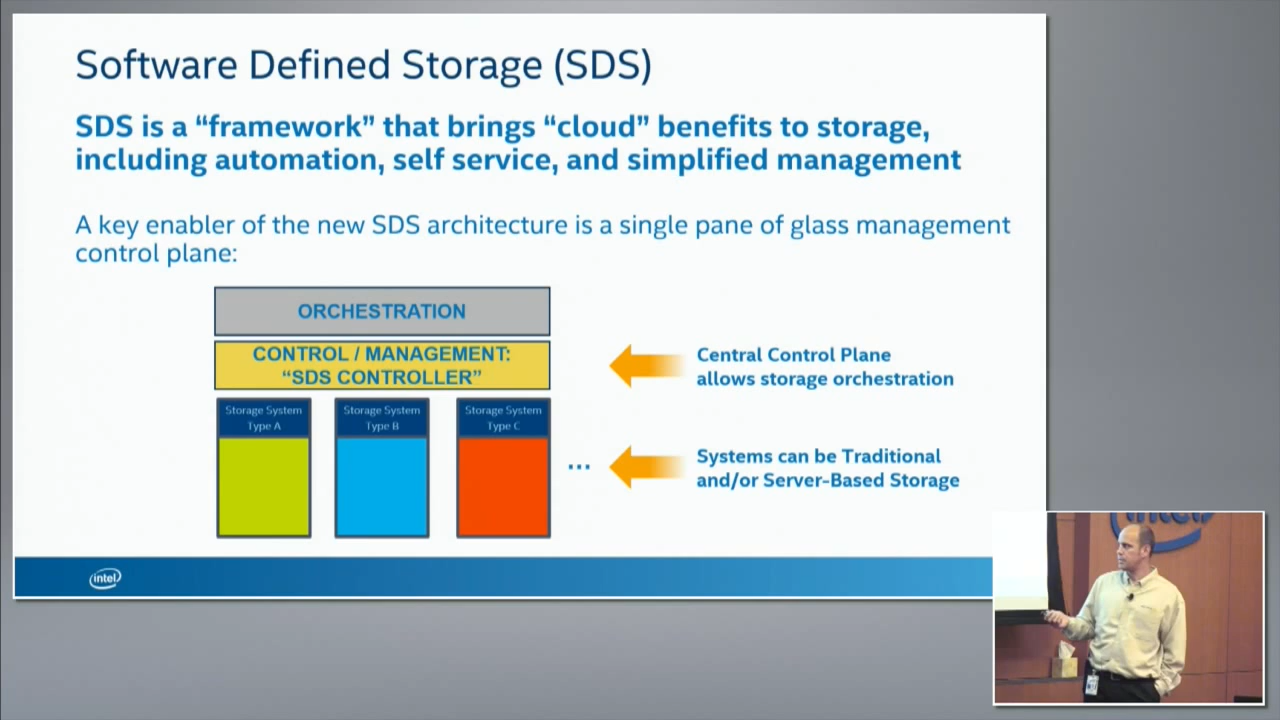 Software Defined Storage (SDS)
SDS is a “framework” that brings “cloud” benefits to storage,
including automation, self service, and simplified management
A key enabler of the new SDS architecture is a single pane of glass management
control plane:
ORCHESTRATION
CONTROL / MANAGEMENT:
“SDS CONTROLLER”
Central Control Plane
allows storage orchestration
Storage System
Type A
Storage System
Type B
Storage System
Type C
...
Systems can be Traditional
and/or Server-Based Storage
intel
intel